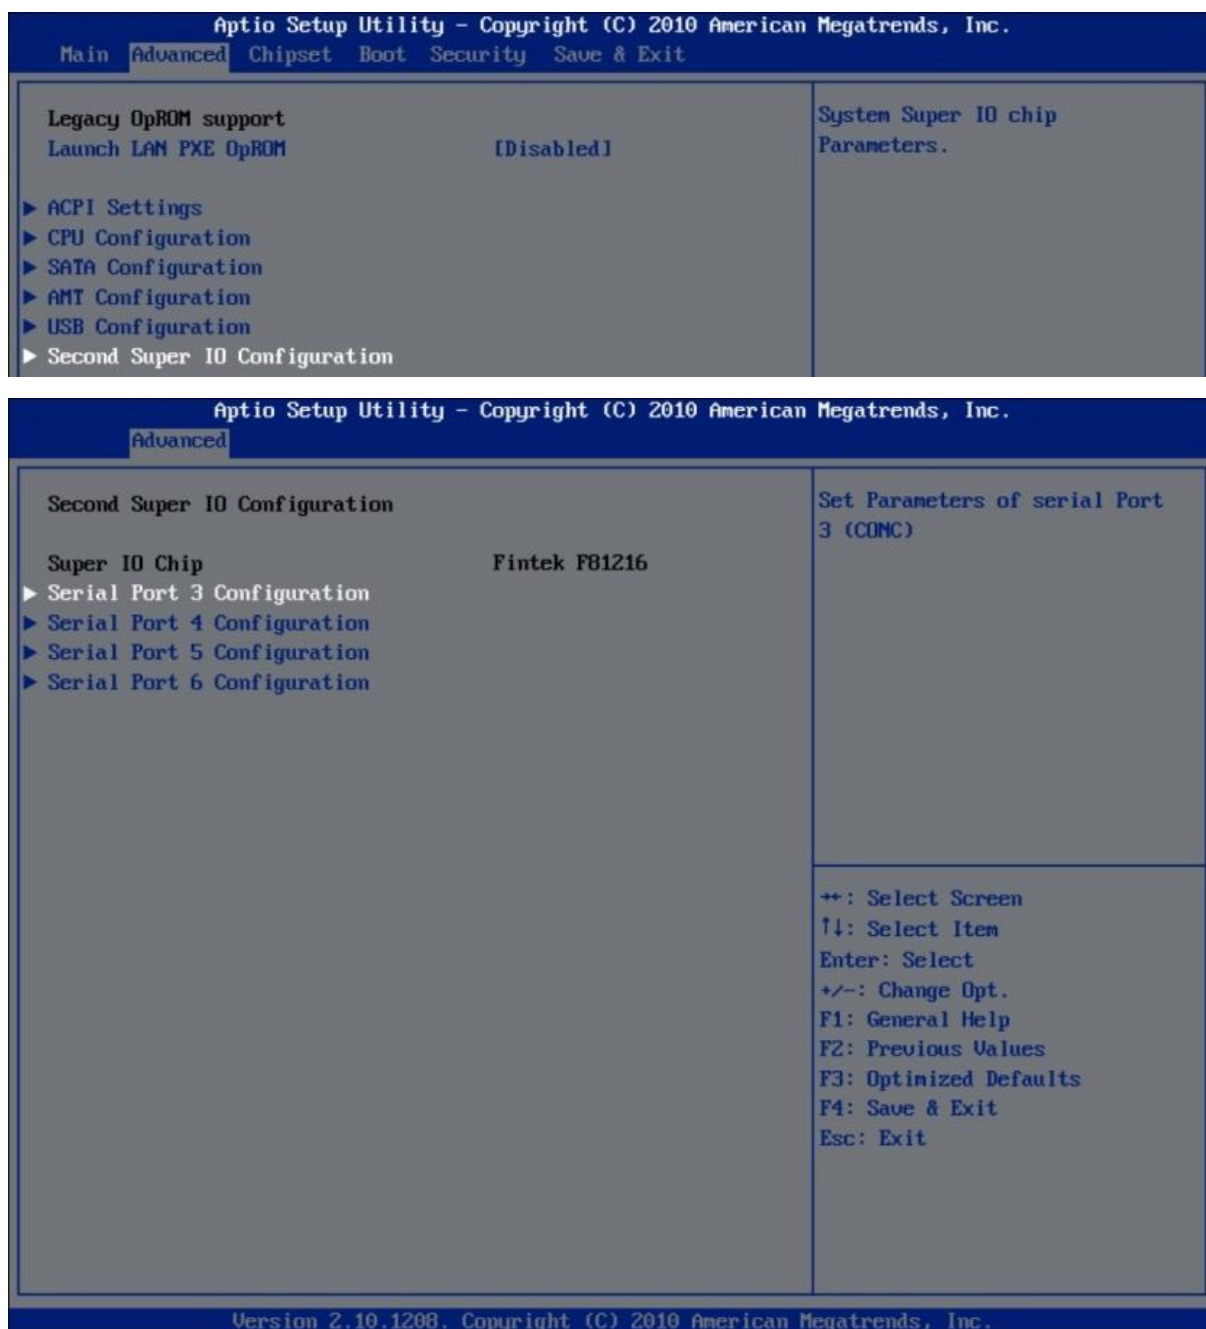 Aptio Setup Utility – Copyright (C) 2010 American Megatrends, Inc.
Main Advanced Chipset Boot Security Save & Exit
Legacy OpROM support
Launch LAN PXE OpROM [Disabled]
► ACPI Settings
► CPU Configuration
► SATA Configuration
► AMT Configuration
► USB Configuration
► Second Super IO Configuration
System Super IO chip
Parameters.
Aptio Setup Utility – Copyright (C) 2010 American Megatrends, Inc.
Advanced
Second Super IO Configuration
Super IO Chip Fintek F81216
► Serial Port 3 Configuration
► Serial Port 4 Configuration
► Serial Port 5 Configuration
► Serial Port 6 Configuration
Set Parameters of serial Port
3 (COMC)
→←: Select Screen
↑↓: Select Item
Enter: Select
+/-: Change Opt.
F1: General Help
F2: Previous Values
F3: Optimized Defaults
F4: Save & Exit
Esc: Exit
Version 2.10.1208. Copyright (C) 2010 American Megatrends, Inc.